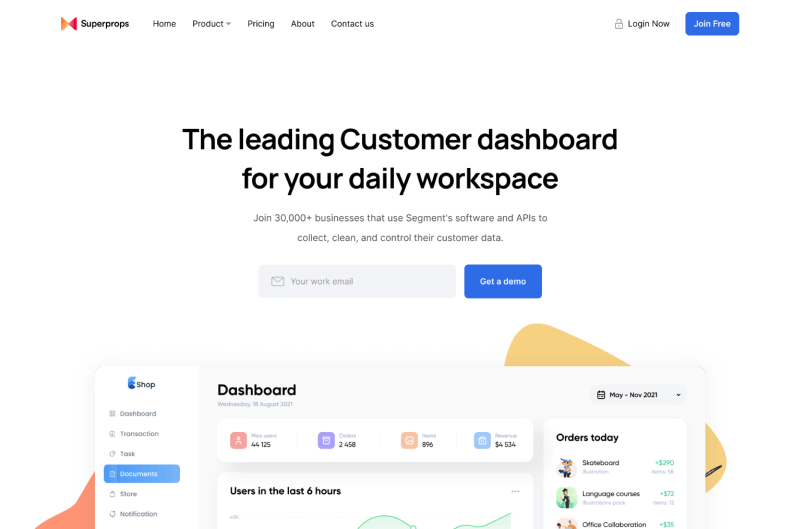 Superprops
Home
Product
Pricing
About
Contact us
Login Now
Join Free
The leading Customer dashboard
for your daily workspace
Join 30,000+ businesses that use Segment's software and APIs to
collect, clean, and control their customer data.
Your work email
Get a demo
Shop
Dashboard
Transaction
Task
Documents
Store
Notification
Dashboard
Wednesday, 18 August 2021
May - Nov 2021
Max users
44 125
Orders
2 458
Items
896
Revenue
$4 534
Users in the last 6 hours
40K
Orders today
Skateboard
Illustration
+$290
Items: 58
Language courses
Illustrations pack
+$72
Items: 12
Office Collaboration
+$35